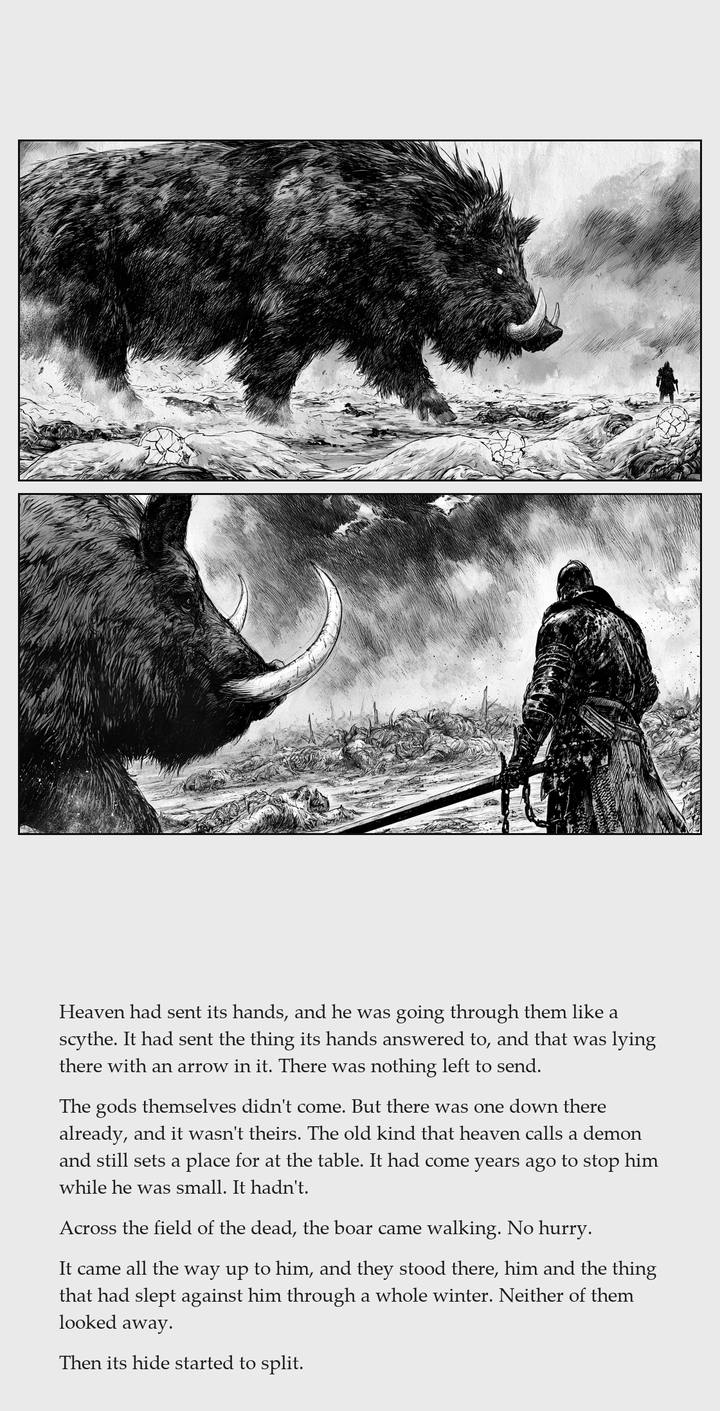 Heaven had sent its hands, and he was going through them like a
scythe. It had sent the thing its hands answered to, and that was lying
there with an arrow in it. There was nothing left to send.
The gods themselves didn't come. But there was one down there
already, and it wasn't theirs. The old kind that heaven calls a demon
and still sets a place for at the table. It had come years ago to stop him
while he was small. It hadn't.
Across the field of the dead, the boar came walking. No hurry.
It came all the way up to him, and they stood there, him and the thing
that had slept against him through a whole winter. Neither of them
looked away.
Then its hide started to split.